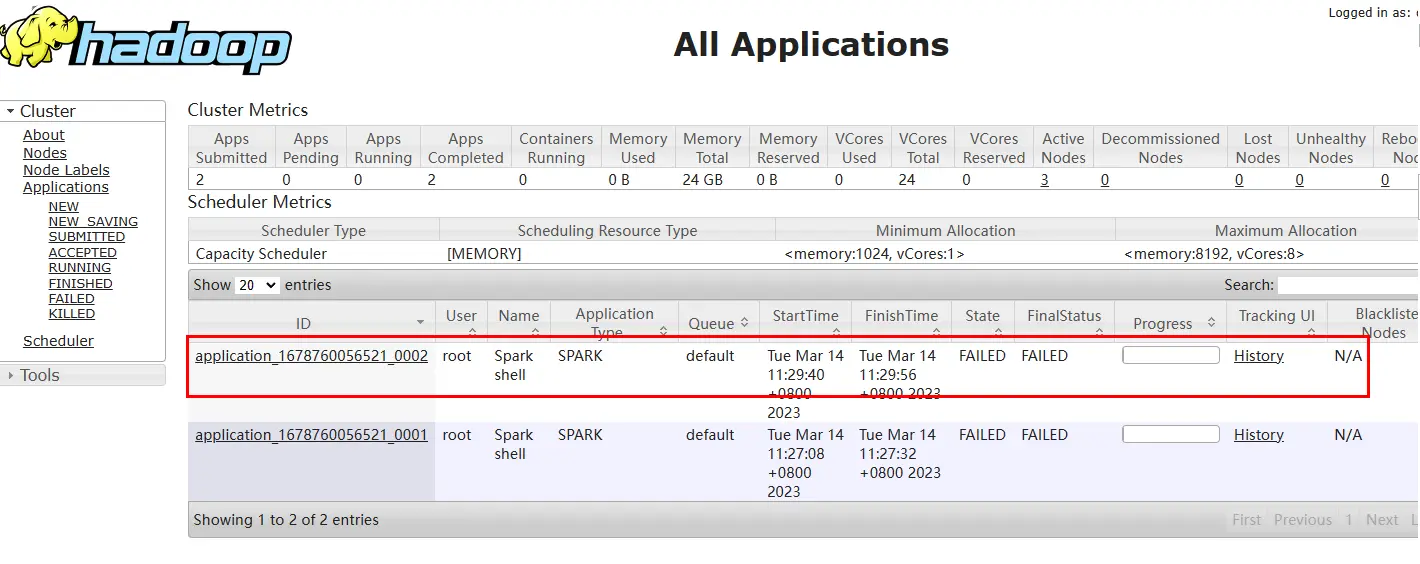 hadoop
All Applications
Logged in as:
Cluster
About
Nodes
Node Labels
Applications
NEW
NEW_SAVING
SUBMITTED
ACCEPTED
RUNNING
FINISHED
FAILED
KILLED
Scheduler
Tools
Cluster Metrics
Apps Submitted Apps Pending Apps Running Apps Completed Containers Running Memory Used Memory Total Memory Reserved VCores Used VCores Total VCores Reserved Active Nodes Decommissioned Nodes Lost Nodes Unhealthy Nodes
2 0 0 2 0 0 B 24 GB 0 B 0 24 0 3 0 0 0 0
Scheduler Metrics
Scheduler Type Scheduling Resource Type Minimum Allocation Maximum Allocation
Capacity Scheduler [MEMORY] <memory:1024, vCores:1> <memory:8192, vCores:8>
Show 20 entries Search:
ID User Name Application Type Queue StartTime FinishTime State FinalStatus Progress Tracking UI Blackliste Nodes
application_1678760056521_0002 root Spark SPARK default Tue Mar 14 Tue Mar 14 FAILED FAILED History N/A
shell 11:29:40 11:29:56
+0800 +0800 2023
2023
application_1678760056521_0001 root Spark SPARK default Tue Mar 14 Tue Mar 14 FAILED FAILED History N/A
shell 11:27:08 11:27:32
+0800 +0800 2023
2023
Showing 1 to 2 of 2 entries First Previous 1 Next